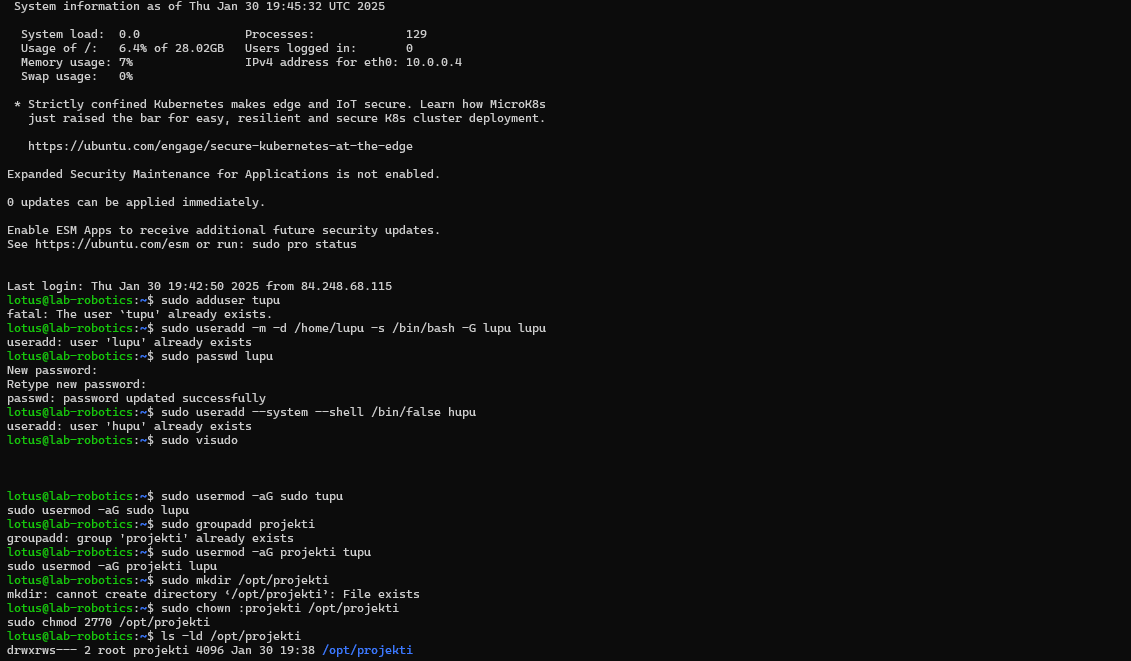 System information as of Thu Jan 30 19:45:32 UTC 2025
System load:  0.0               Processes:             129
Usage of /:   6.4% of 28.02GB   Users logged in:       0
Memory usage: 7%                IPv4 address for eth0: 10.0.0.4
Swap usage:   0%
* Strictly confined Kubernetes makes edge and IoT secure. Learn how MicroK8s
just raised the bar for easy, resilient and secure K8s cluster deployment.
https://ubuntu.com/engage/secure-kubernetes-at-the-edge
Expanded Security Maintenance for Applications is not enabled.
0 updates can be applied immediately.
Enable ESM Apps to receive additional future security updates.
See https://ubuntu.com/esm or run: sudo pro status
Last login: Thu Jan 30 19:42:50 2025 from 84.248.68.115
lotus@lab-robotics:~$ sudo adduser tupu
fatal: The user `tupu' already exists.
lotus@lab-robotics:~$ sudo useradd -m -d /home/lupu -s /bin/bash -G lupu lupu
useradd: user 'lupu' already exists
lotus@lab-robotics:~$ sudo passwd lupu
New password:
Retype new password:
passwd: password updated successfully
lotus@lab-robotics:~$ sudo useradd --system --shell /bin/false hupu
useradd: user 'hupu' already exists
lotus@lab-robotics:~$ sudo visudo
lotus@lab-robotics:~$ sudo usermod -aG sudo tupu
sudo usermod -aG sudo lupu
lotus@lab-robotics:~$ sudo groupadd projekti
groupadd: group 'projekti' already exists
lotus@lab-robotics:~$ sudo usermod -aG projekti tupu
sudo usermod -aG projekti lupu
lotus@lab-robotics:~$ sudo mkdir /opt/projekti
mkdir: cannot create directory ‘/opt/projekti’: File exists
lotus@lab-robotics:~$ sudo chown :projekti /opt/projekti
sudo chmod 2770 /opt/projekti
lotus@lab-robotics:~$ ls -ld /opt/projekti
drwxrws--- 2 root projekti 4096 Jan 30 19:38 /opt/projekti